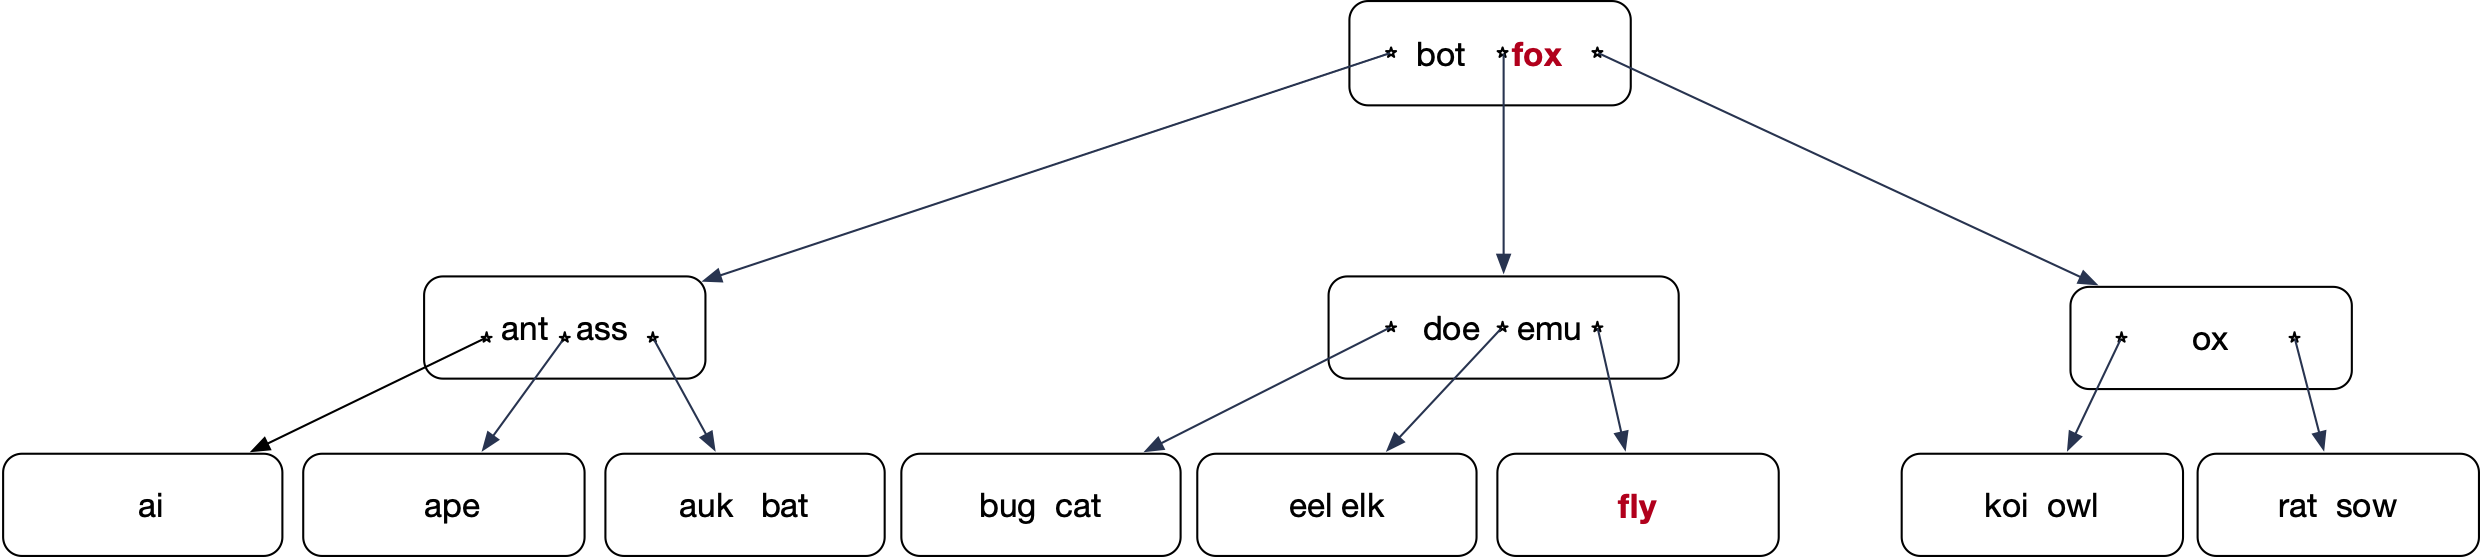 bot fox
ant ass
doe emu
ox
ai
ape
auk bat
bug cat
eel elk
fly
koi owl
rat sow